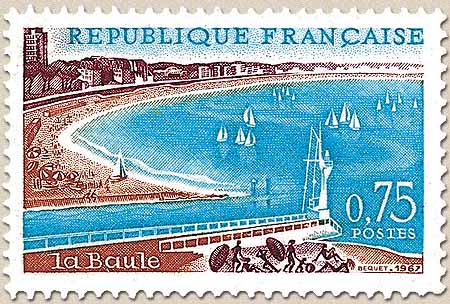 REPUBLIQUE FRANÇAISE
0,75
POSTES
la Baule
BEQUET . 1967